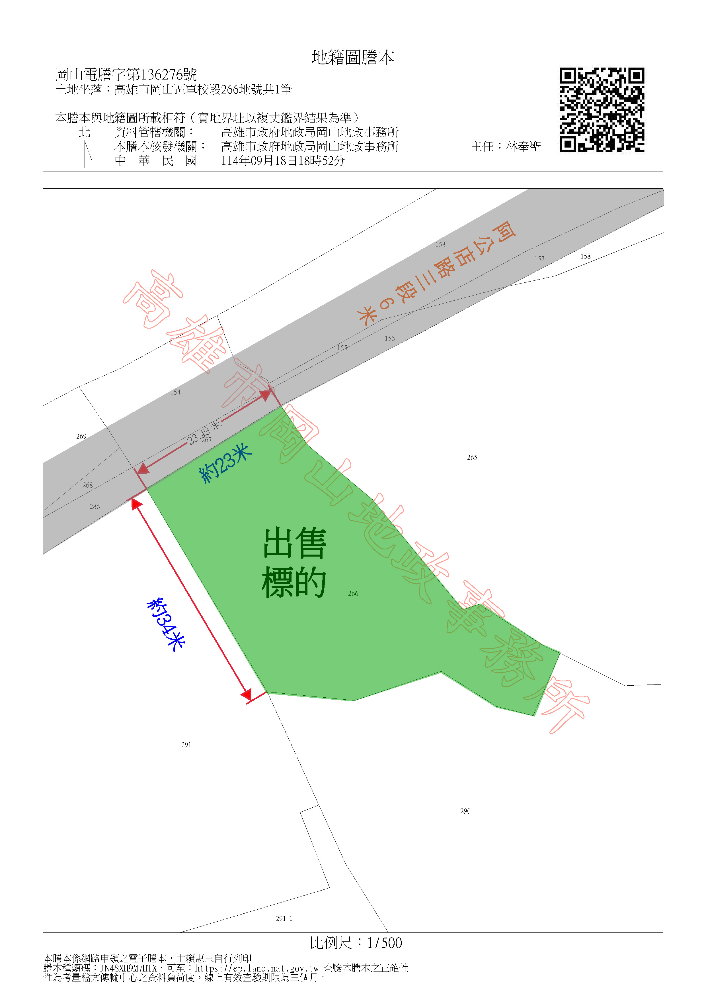 地籍圖謄本
岡山電謄字第136276號
土地坐落：高雄市岡山區軍校段266地號共1筆
本謄本與地籍圖所載相符（實地界址以複丈鑑界結果為準）
北 資料管轄機關： 高雄市政府地政局岡山地政事務所
本謄本核發機關： 高雄市政府地政局岡山地政事務所 主任：林奉聖
中 華 民 國 114年09月18日18時52分
阿公店路三段6米
153
157
158
156
155
154
269
267
23.49 米
約23米
268
286
265
出售
標的
266
約34米
291
290
291-1
高雄市岡山地政事務所
比例尺：1/500
本謄本係網路申領之電子謄本，由賴惠玉自行列印
謄本種類碼：JN4SXH9M7HTX，可至：https://ep.land.nat.gov.tw 查驗本謄本之正確性
惟為考量檔案傳輸中心之資料負荷度，線上有效查驗期限為三個月。